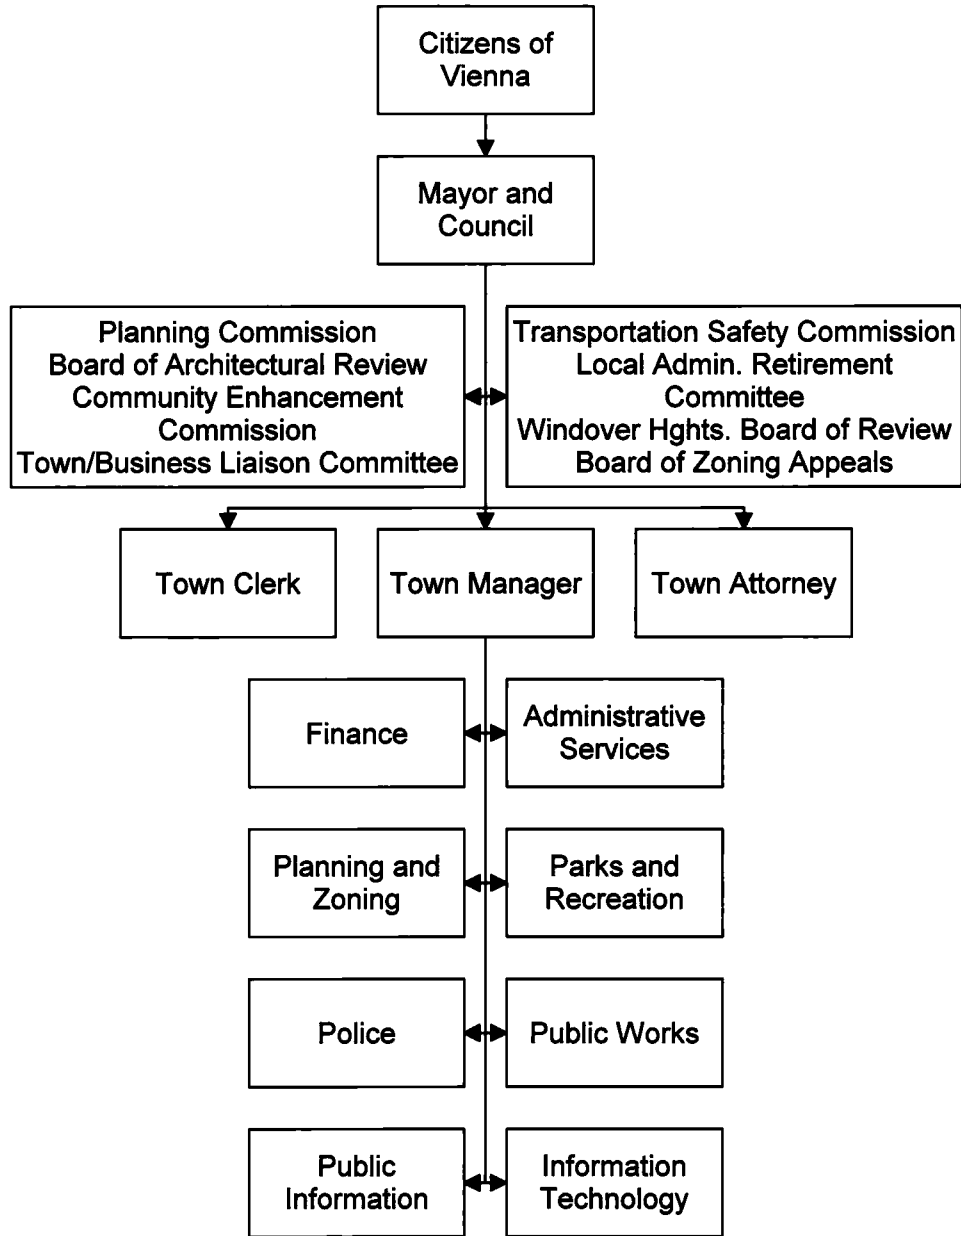 Citizens of
Vienna
Mayor and
Council
Planning Commission
Board of Architectural Review
Community Enhancement
Commission
Town/Business Liaison Committee
Transportation Safety Commission
Local Admin. Retirement
Committee
Windover Hghts. Board of Review
Board of Zoning Appeals
Town Clerk
Town Manager
Town Attorney
Finance
Administrative
Services
Planning and
Zoning
Parks and
Recreation
Police
Public Works
Public
Information
Information
Technology